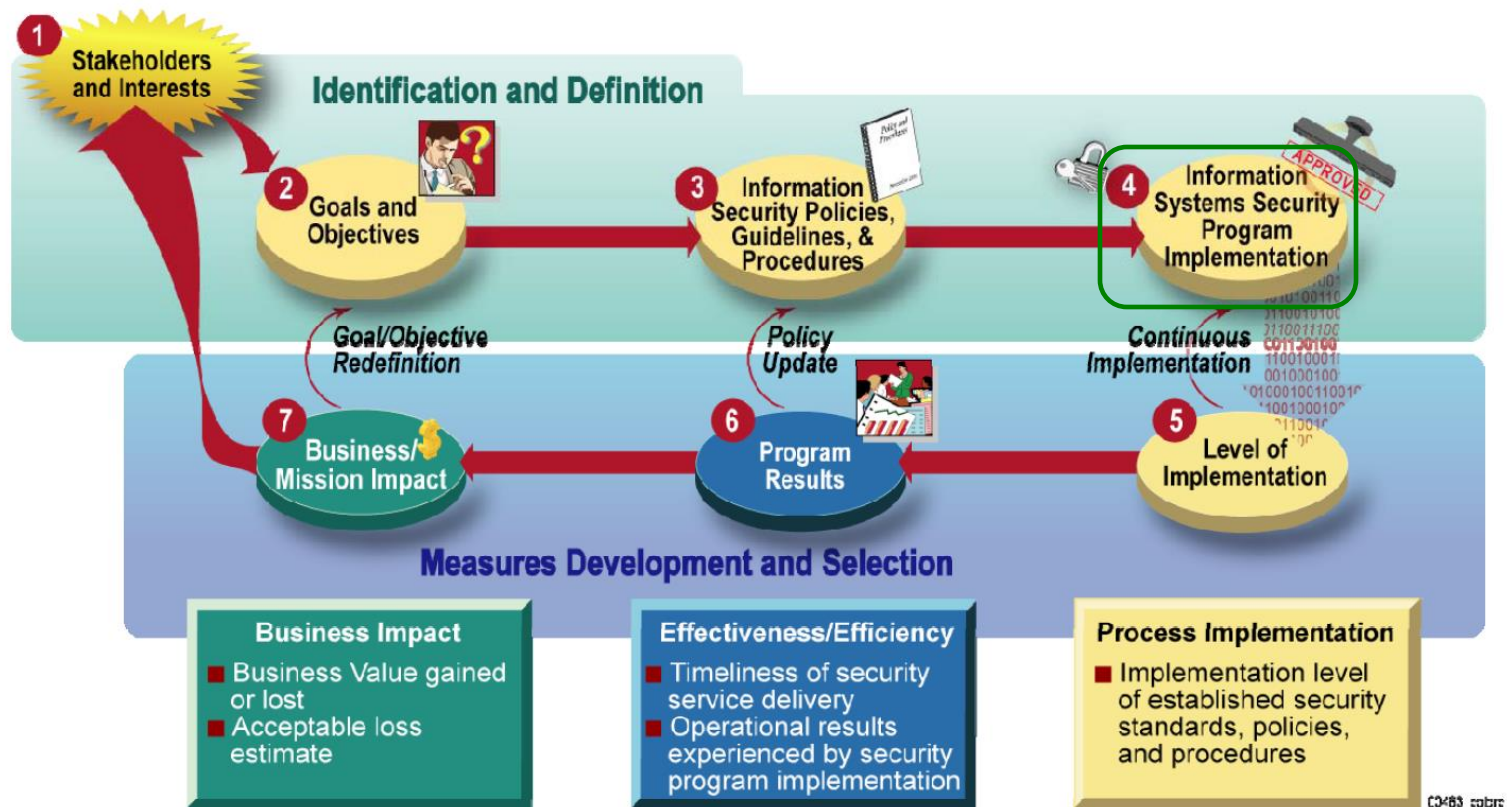 1
Stakeholders
and Interests
Identification and Definition
2
Goals and
Objectives
3
Information
Security Policies,
Guidelines, &
Procedures
Policy and
Procedures
4
Information
Systems Security
Program
Implementation
APPROVED
Goal/Objective
Redefinition
Policy
Update
Continuous
Implementation
7
Business/
Mission Impact
6
Program
Results
5
Level of
Implementation
Measures Development and Selection
Business Impact
■ Business Value gained
or lost
■ Acceptable loss
estimate
Effectiveness/Efficiency
■ Timeliness of security
service delivery
■ Operational results
experienced by security
program implementation
Process Implementation
■ Implementation level
of established security
standards, policies,
and procedures